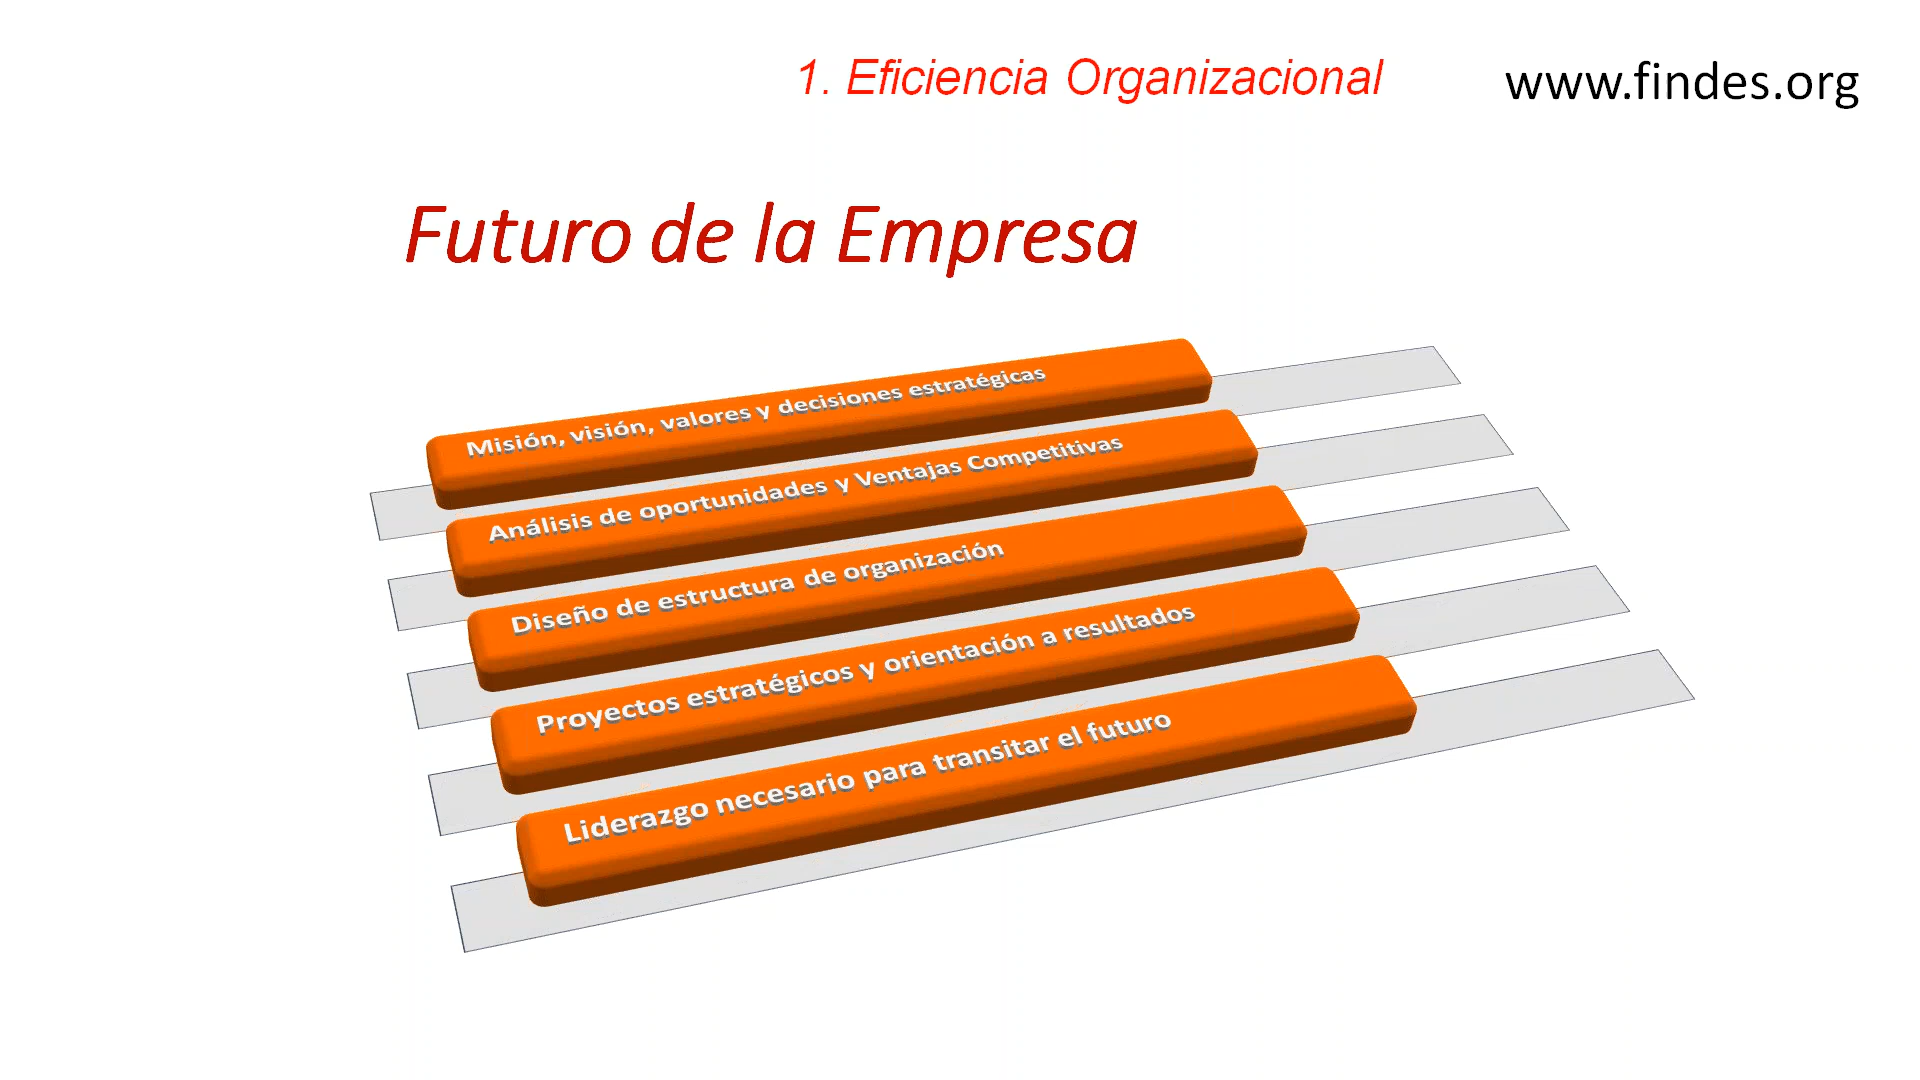 1. Eficiencia Organizacional
www.findes.org
Futuro de la Empresa
Misión, visión, valores y decisiones estratégicas
Análisis de oportunidades y Ventajas Competitivas
Diseño de estructura de organización
Proyectos estratégicos y orientación a resultados
Liderazgo necesario para transitar el futuro